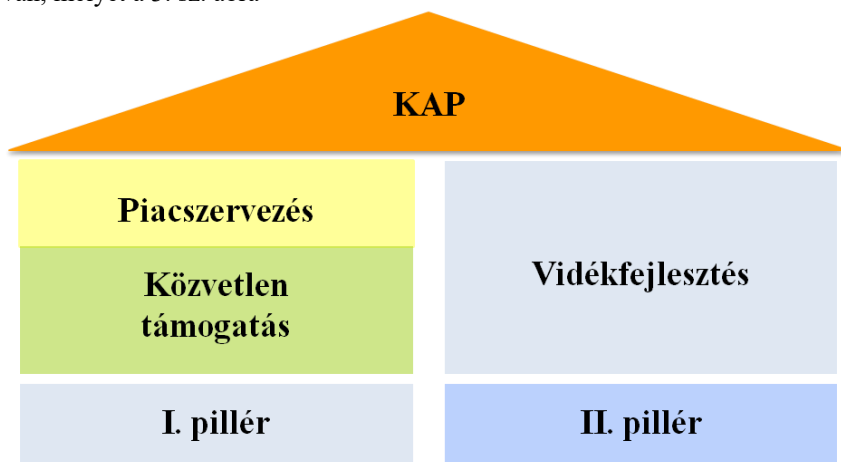 KAP
Piacszervezés
Közvetlen
támogatás
Vidékfejlesztés
I. pillér
II. pillér